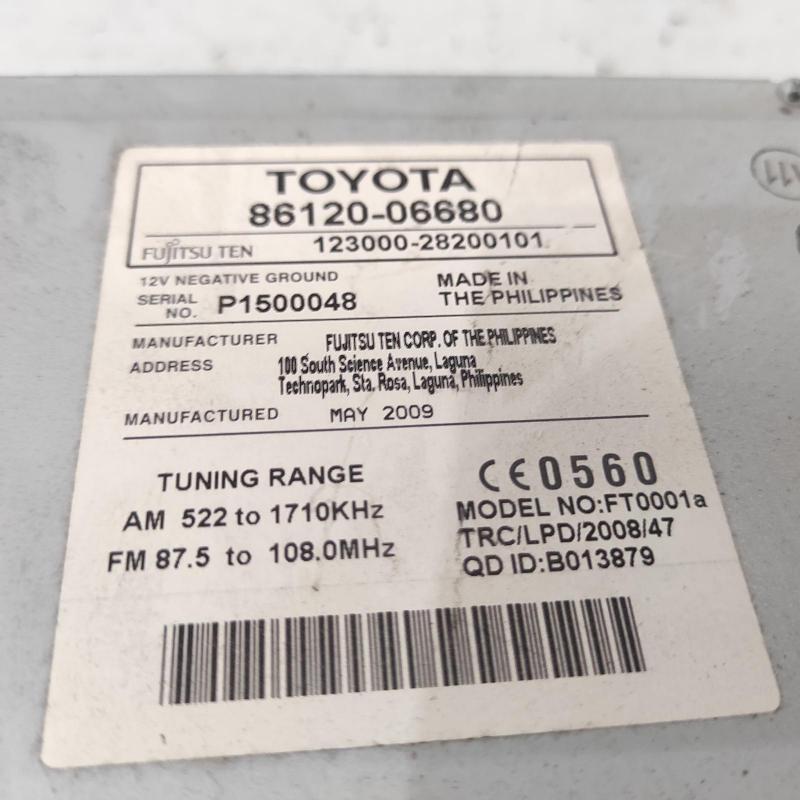 TOYOTA
86120-06680
FUJITSU TEN 123000-28200101
12V NEGATIVE GROUND
SERIAL NO. P1500048
MADE IN
THE PHILIPPINES
MANUFACTURER FUJITSU TEN CORP. OF THE PHILIPPINES
ADDRESS 100 South Science Avenue, Laguna
Technopark, Sta. Rosa, Laguna, Philippines
MANUFACTURED MAY 2009
TUNING RANGE
AM 522 to 1710KHz
FM 87.5 to 108.0MHz
CE0560
MODEL NO:FT0001a
TRC/LPD/2008/47
QD ID:B013879